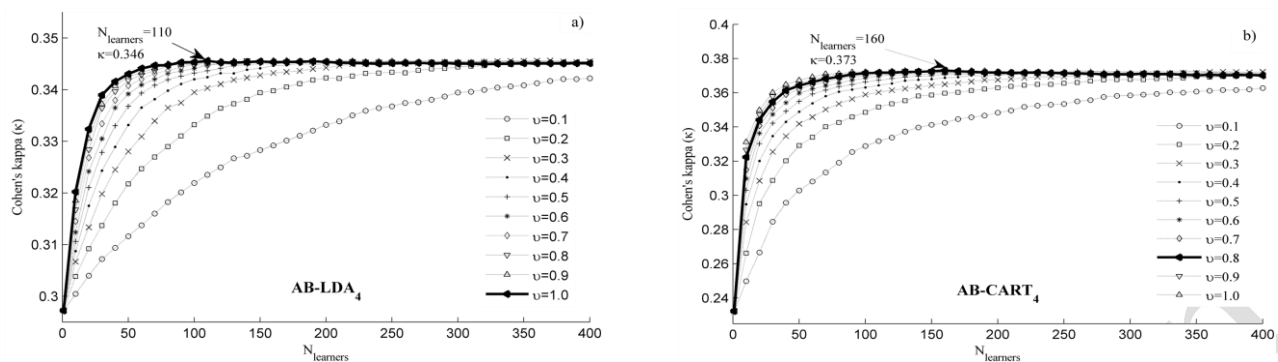 a)
N_learners=110
κ=0.346
0.35
0.34
0.33
0.32
0.31
0.3
Cohen's kappa (κ)
υ=0.1
υ=0.2
υ=0.3
υ=0.4
υ=0.5
υ=0.6
υ=0.7
υ=0.8
υ=0.9
υ=1.0
AB-LDA_4
0 50 100 150 200 250 300 350 400
N_learners
b)
N_learners=160
κ=0.373
0.4
0.38
0.36
0.34
0.32
0.3
0.28
0.26
0.24
Cohen's kappa (κ)
υ=0.1
υ=0.2
υ=0.3
υ=0.4
υ=0.5
υ=0.6
υ=0.7
υ=0.8
υ=0.9
υ=1.0
AB-CART_4
0 50 100 150 200 250 300 350 400
N_learners